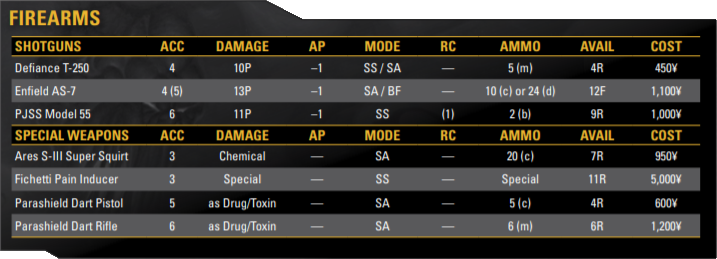 FIREARMS
SHOTGUNS ACC DAMAGE AP MODE RC AMMO AVAIL COST
Defiance T-250 4 10P –1 SS / SA — 5 (m) 4R 450¥
Enfield AS-7 4 (5) 13P –1 SA / BF — 10 (c) or 24 (d) 12F 1,100¥
PJSS Model 55 6 11P –1 SS (1) 2 (b) 9R 1,000¥
SPECIAL WEAPONS ACC DAMAGE AP MODE RC AMMO AVAIL COST
Ares S-III Super Squirt 3 Chemical — SA — 20 (c) 7R 950¥
Fichetti Pain Inducer 3 Special — SS — Special 11R 5,000¥
Parashield Dart Pistol 5 as Drug/Toxin — SA — 5 (c) 4R 600¥
Parashield Dart Rifle 6 as Drug/Toxin — SA — 6 (m) 6R 1,200¥